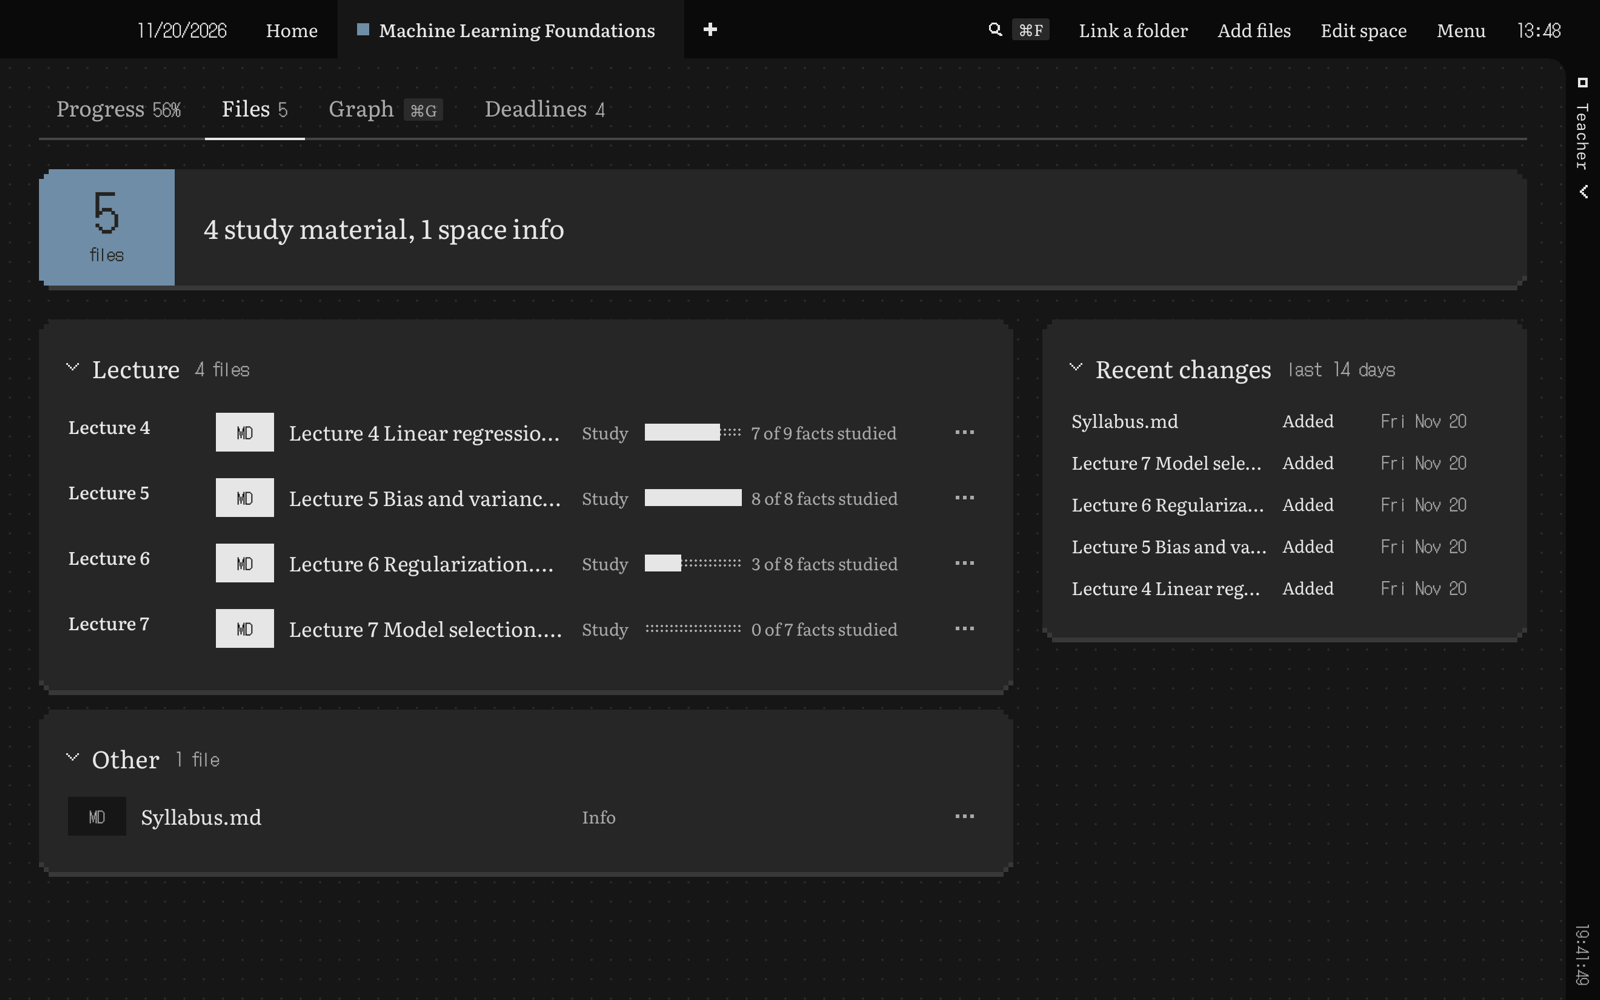 11/20/2026 Home Machine Learning Foundations ⌘F Link a folder Add files Edit space Menu 13:48
Progress 56% Files 5 Graph ⌘G Deadlines 4
5
files
4 study material, 1 space info
Lecture 4 files
Lecture 4 MD Lecture 4 Linear regressio... Study 7 of 9 facts studied ...
Lecture 5 MD Lecture 5 Bias and varianc... Study 8 of 8 facts studied ...
Lecture 6 MD Lecture 6 Regularization.... Study 3 of 8 facts studied ...
Lecture 7 MD Lecture 7 Model selection.... Study 0 of 7 facts studied ...
Other 1 file
MD Syllabus.md Info ...
Recent changes last 14 days
Syllabus.md Added Fri Nov 20
Lecture 7 Model sele... Added Fri Nov 20
Lecture 6 Regulariza... Added Fri Nov 20
Lecture 5 Bias and va... Added Fri Nov 20
Lecture 4 Linear reg... Added Fri Nov 20
Teacher
19:41:49